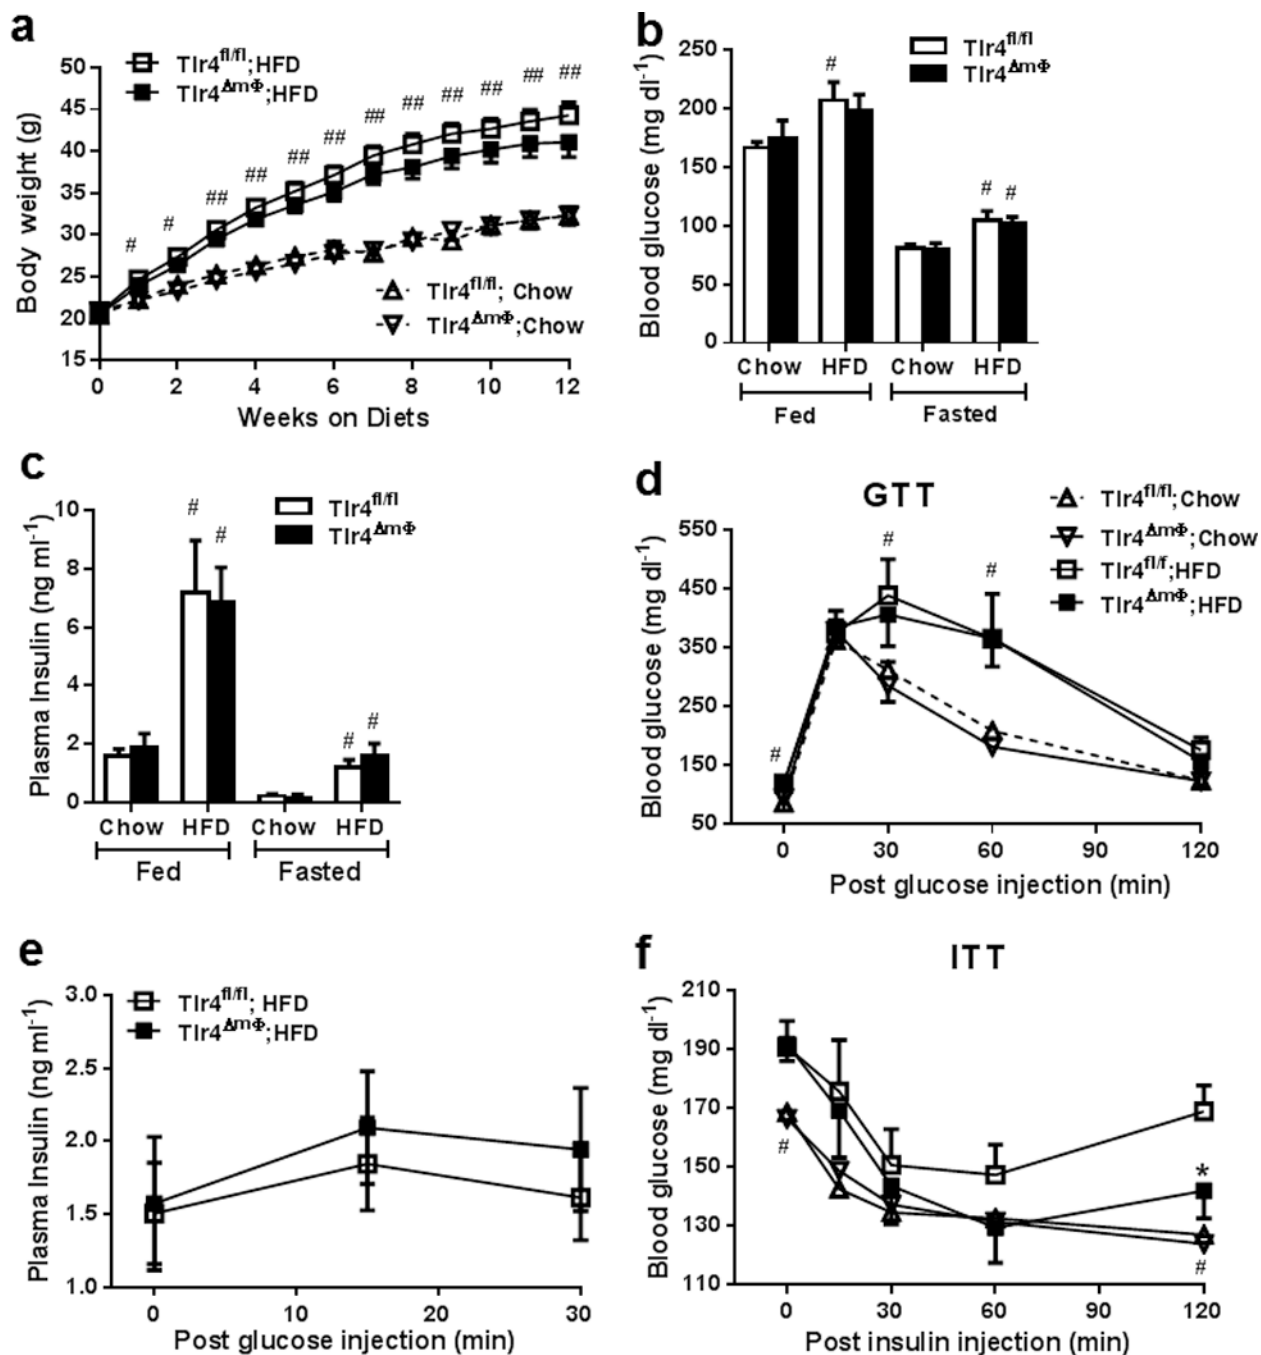 a
Tlr4fl/fl;HFD
Tlr4ΔmΦ;HFD
# # ## ## ## ## ## ## ## ## ## ##
Body weight (g)
50
45
40
35
30
25
20
15
Tlr4fl/fl; Chow
Tlr4ΔmΦ;Chow
0 2 4 6 8 10 12
Weeks on Diets
b
Tlr4fl/fl
Tlr4ΔmΦ
Blood glucose (mg dl-1)
250
200
150
100
50
0
# # #
Chow HFD Chow HFD
Fed Fasted
c
Tlr4fl/fl
Tlr4ΔmΦ
Plasma Insulin (ng ml-1)
10
8
6
4
2
0
# # # #
Chow HFD Chow HFD
Fed Fasted
d
GTT
Tlr4fl/fl;Chow
Tlr4ΔmΦ;Chow
Tlr4fl/f;HFD
Tlr4ΔmΦ;HFD
Blood glucose (mg dl-1)
550
450
350
250
150
50
# # #
0 30 60 90 120
Post glucose injection (min)
e
Tlr4fl/fl; HFD
Tlr4ΔmΦ;HFD
Plasma Insulin (ng ml-1)
3.0
2.5
2.0
1.5
1.0
0 10 20 30
Post glucose injection (min)
f
ITT
Blood glucose (mg dl-1)
210
190
170
150
130
110
# * #
0 30 60 90 120
Post insulin injection (min)